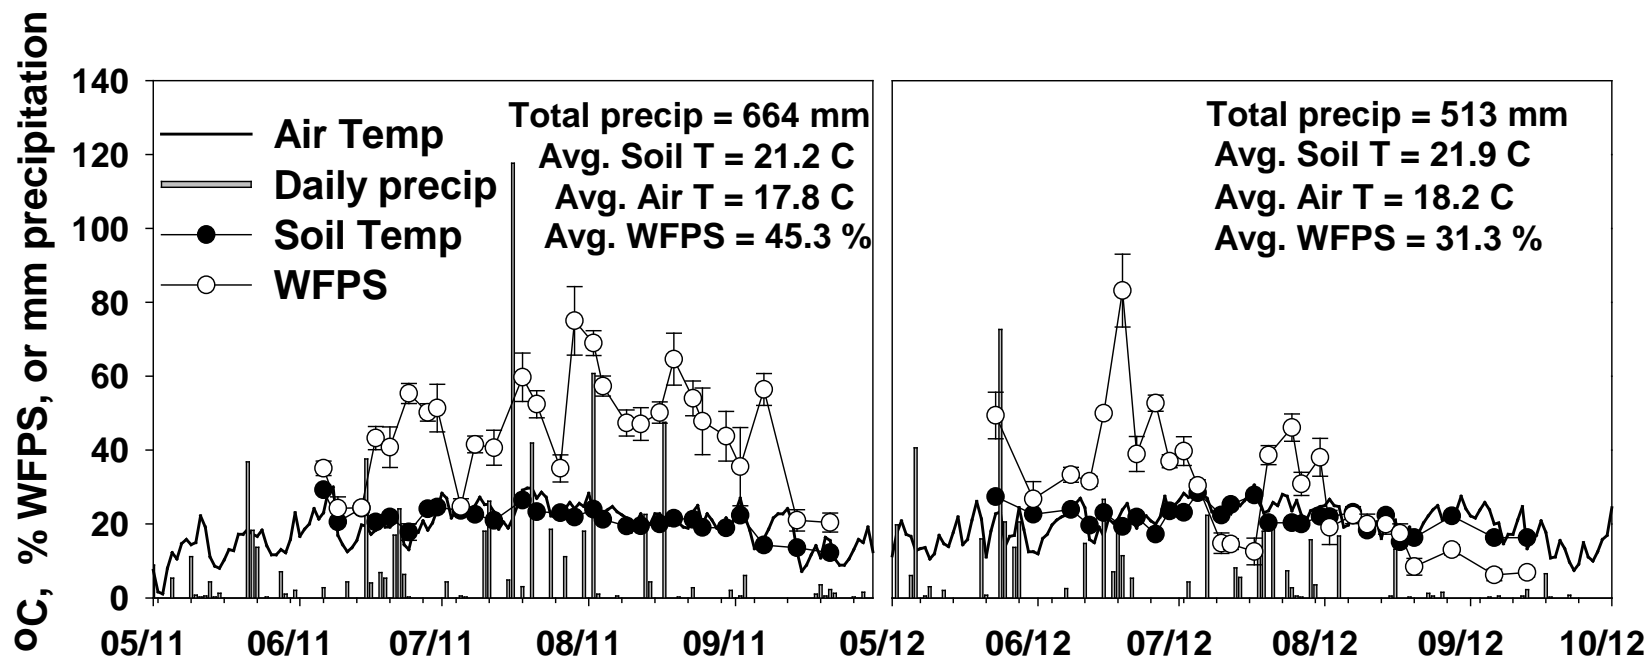 °C, % WFPS, or mm precipitation
140
120
100
80
60
40
20
0
Air Temp
Daily precip
Soil Temp
WFPS
Total precip = 664 mm
Avg. Soil T = 21.2 C
Avg. Air T = 17.8 C
Avg. WFPS = 45.3 %
Total precip = 513 mm
Avg. Soil T = 21.9 C
Avg. Air T = 18.2 C
Avg. WFPS = 31.3 %
05/11 06/11 07/11 08/11 09/11 05/12 06/12 07/12 08/12 09/12 10/12